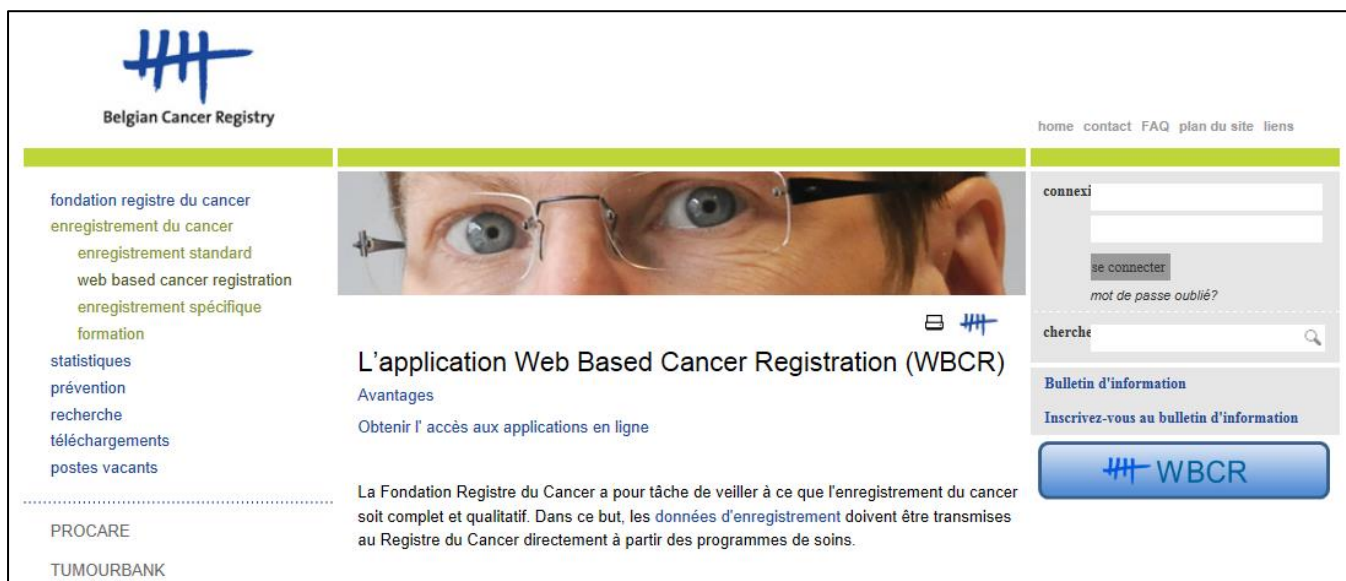 Belgian Cancer Registry
home contact FAQ plan du site liens
fondation registre du cancer
enregistrement du cancer
enregistrement standard
web based cancer registration
enregistrement spécifique
formation
statistiques
prévention
recherche
téléchargements
postes vacants
PROCARE
TUMOURBANK
L'application Web Based Cancer Registration (WBCR)
Avantages
Obtenir l' accès aux applications en ligne
La Fondation Registre du Cancer a pour tâche de veiller à ce que l'enregistrement du cancer
soit complet et qualitatif. Dans ce but, les données d'enregistrement doivent être transmises
au Registre du Cancer directement à partir des programmes de soins.
connexi
se connecter
mot de passe oublié?
cherche
Bulletin d'information
Inscrivez-vous au bulletin d'information
WBCR